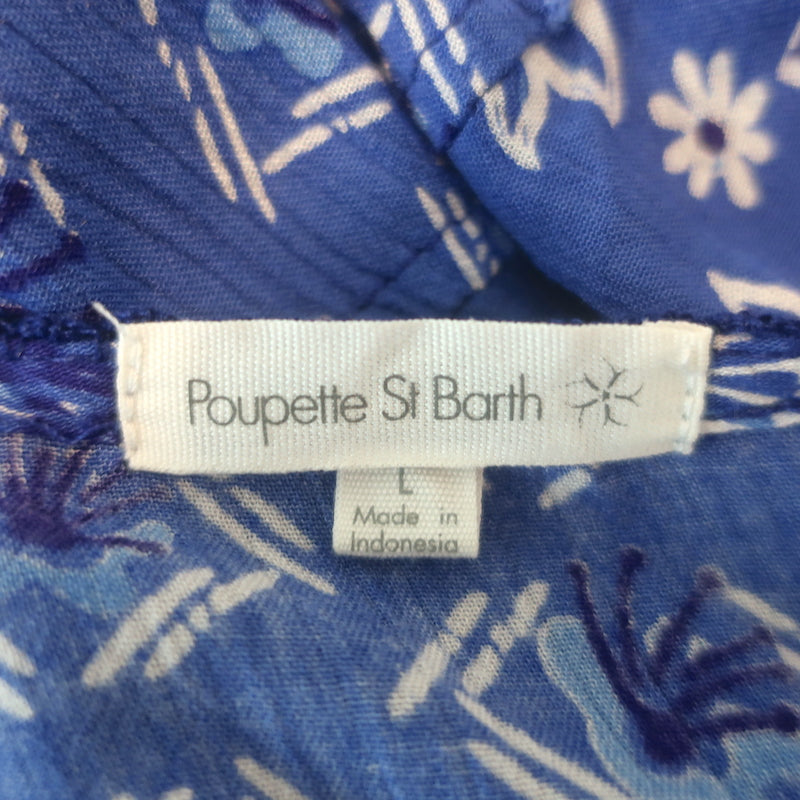 Poupette St Barth
L
Made in
Indonesia